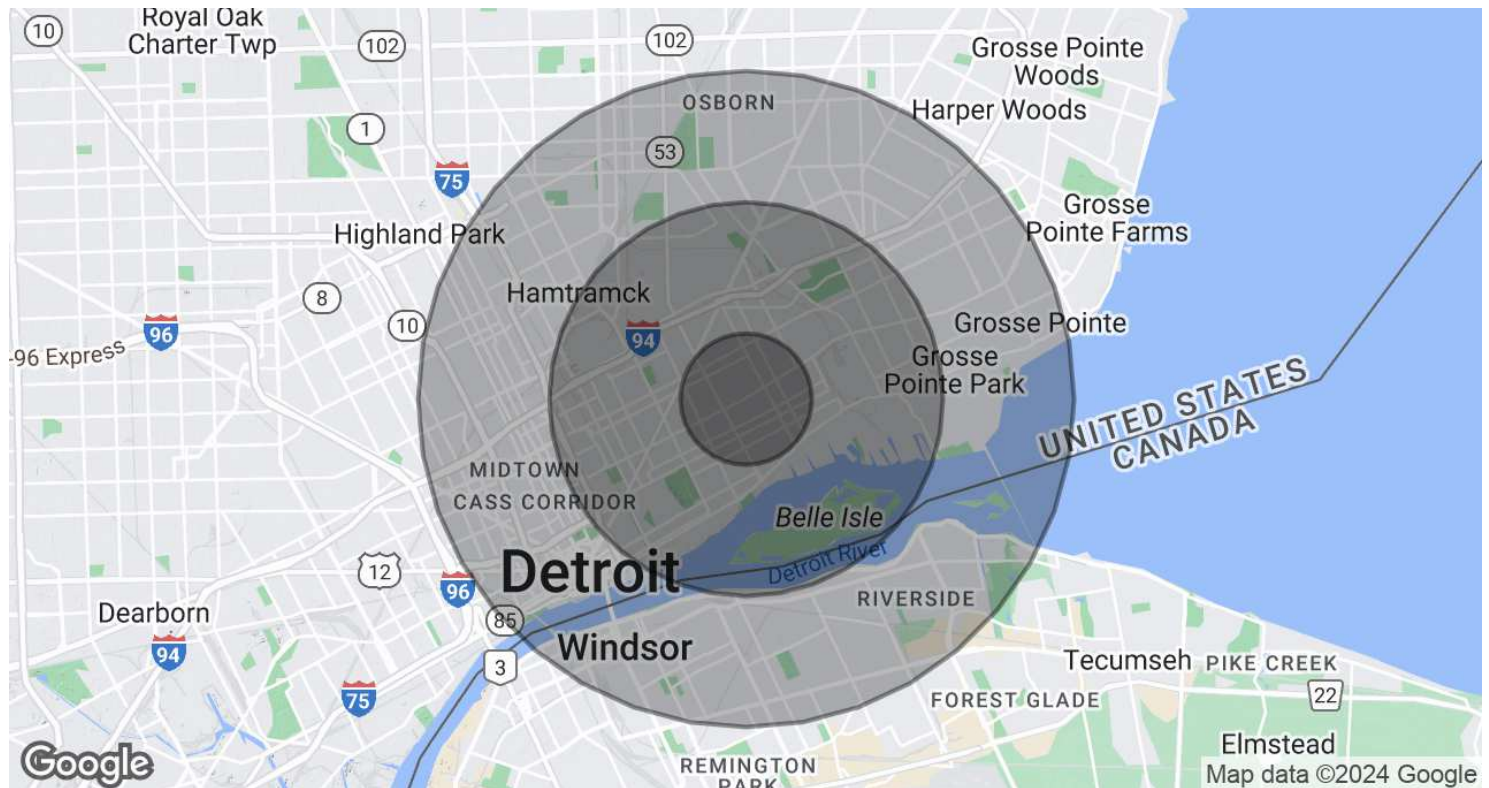 10
Royal Oak
Charter Twp
102
102
Grosse Pointe
Woods
OSBORN
Harper Woods
1
53
75
Grosse
Pointe Farms
Highland Park
Hamtramck
8
10
96
94
-96 Express
Grosse Pointe
Grosse
Pointe Park
UNITED STATES
CANADA
MIDTOWN
CASS CORRIDOR
Belle Isle
Detroit River
Detroit
12
96
RIVERSIDE
Dearborn
85
94
Windsor
3
Tecumseh
PIKE CREEK
75
FOREST GLADE
22
Elmstead
Google
REMINGTON
PARK
Map data ©2024 Google